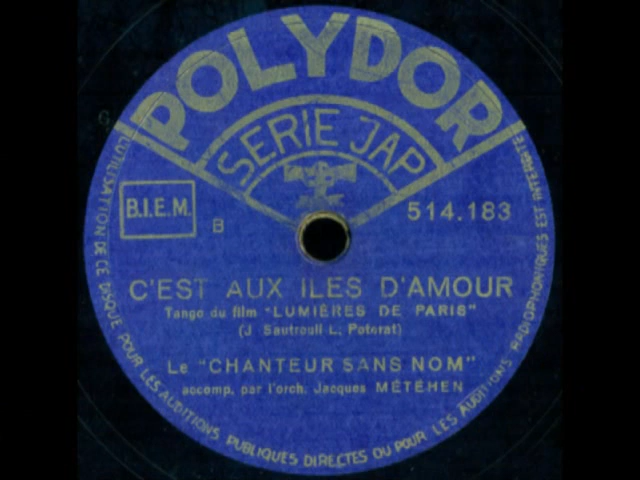 POLYDOR
SERIE JAP
B.I.E.M.
B
514.183
C'EST AUX ILES D'AMOUR
Tango du film "LUMIÈRES DE PARIS"
(J. Sautreuil L. Poterat)
Le "CHANTEUR SANS NOM"
accomp. par l'orch. Jacques MÉTÉHEN
L'UTILISATION DE CE DISQUE POUR LES AUDITIONS PUBLIQUES DIRECTES OU POUR LES AUDITIONS RADIOPHONIQUES EST INTERDITE